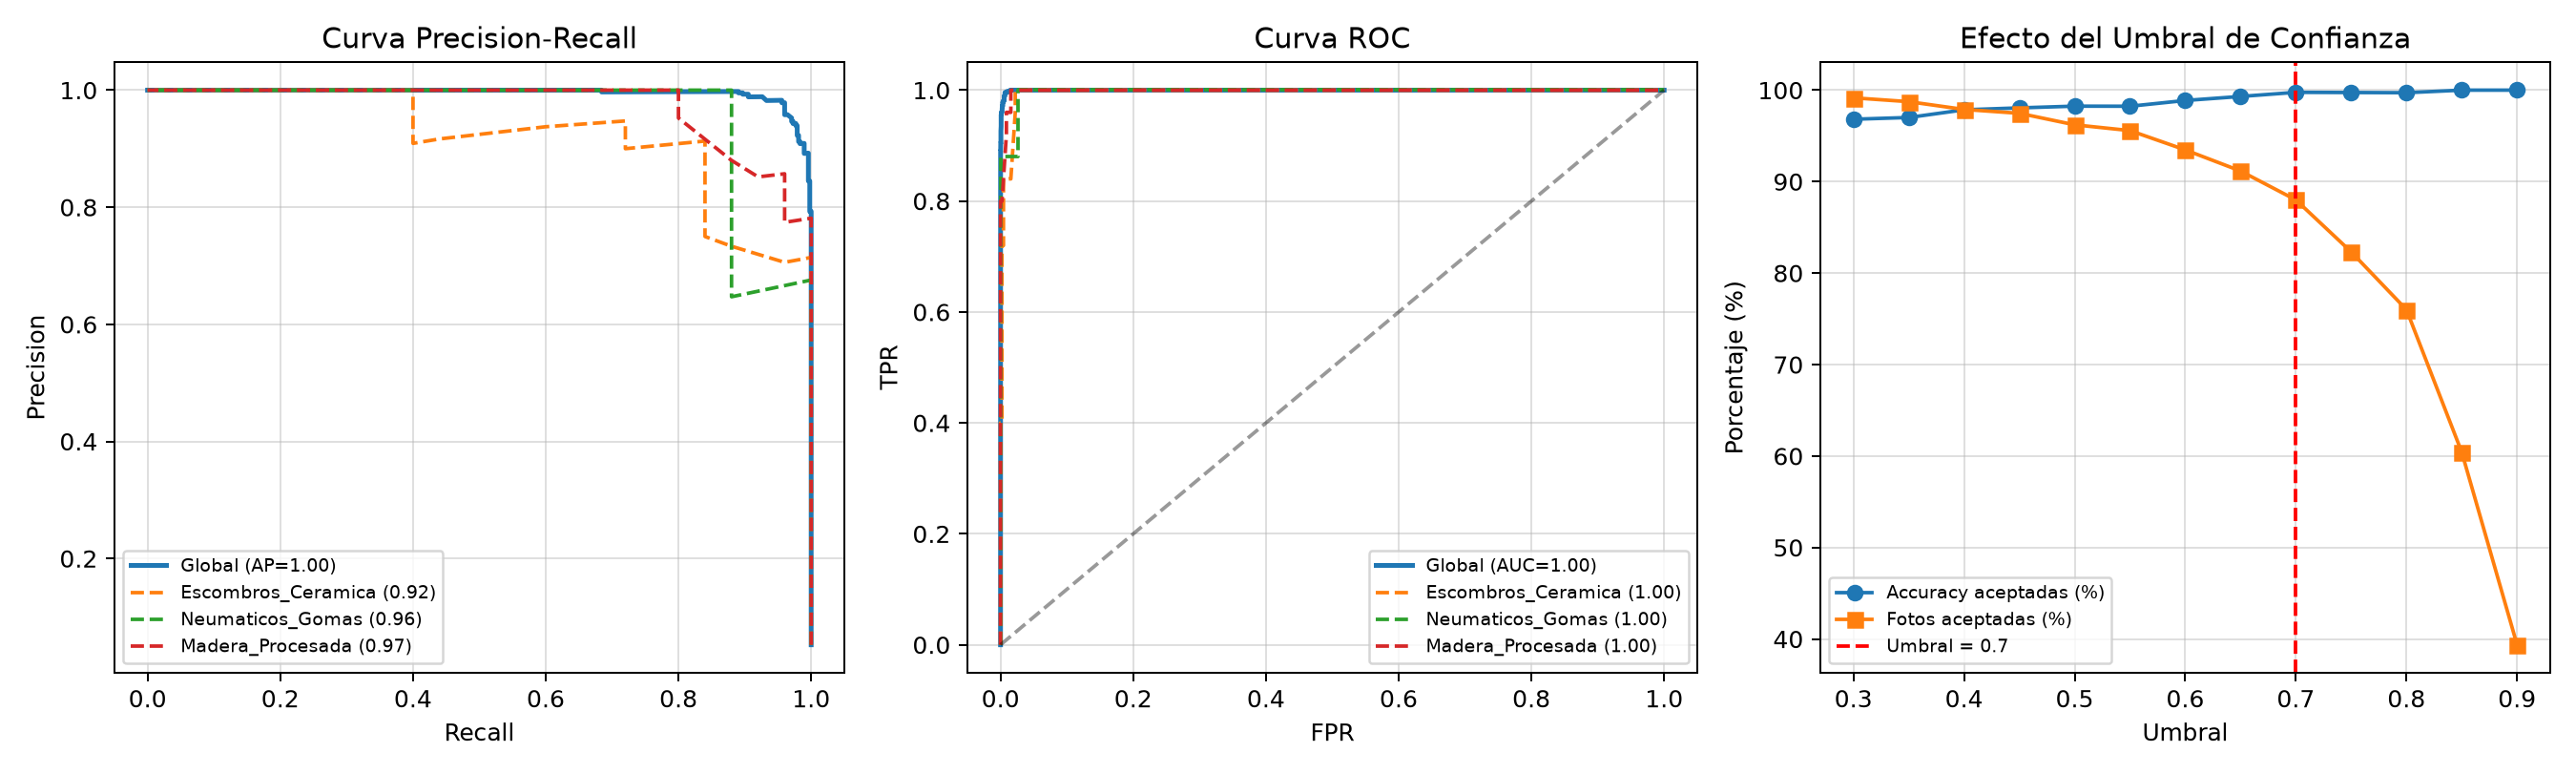 Curva Precision-Recall
Precision
1.0
0.8
0.6
0.4
0.2
0.0 0.2 0.4 0.6 0.8 1.0
Recall
Global (AP=1.00)
Escombros_Ceramica (0.92)
Neumaticos_Gomas (0.96)
Madera_Procesada (0.97)
Curva ROC
TPR
1.0
0.8
0.6
0.4
0.2
0.0
0.0 0.2 0.4 0.6 0.8 1.0
FPR
Global (AUC=1.00)
Escombros_Ceramica (1.00)
Neumaticos_Gomas (1.00)
Madera_Procesada (1.00)
Efecto del Umbral de Confianza
Porcentaje (%)
100
90
80
70
60
50
40
0.3 0.4 0.5 0.6 0.7 0.8 0.9
Umbral
Accuracy aceptadas (%)
Fotos aceptadas (%)
Umbral = 0.7